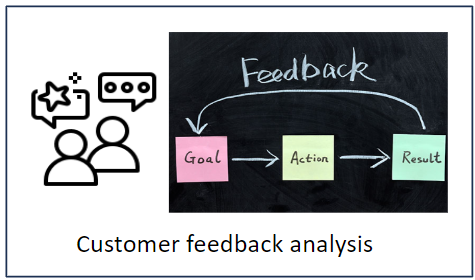 Feedback
Goal
Action
Result
Customer feedback analysis